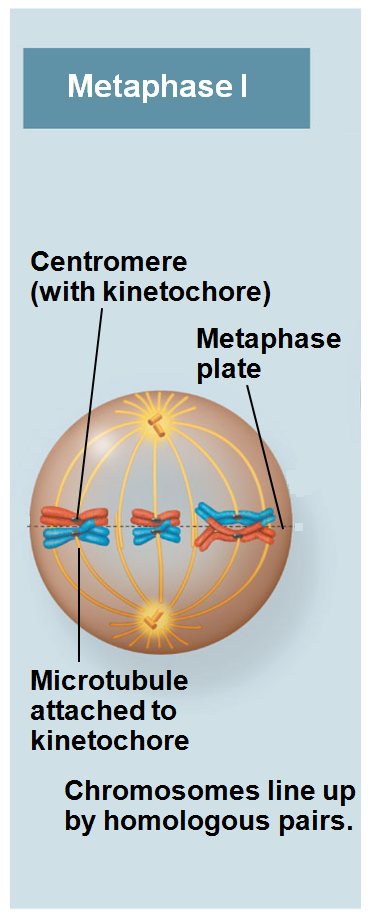 Metaphase I
Centromere
(with kinetochore)
Metaphase
plate
Microtubule
attached to
kinetochore
Chromosomes line up
by homologous pairs.